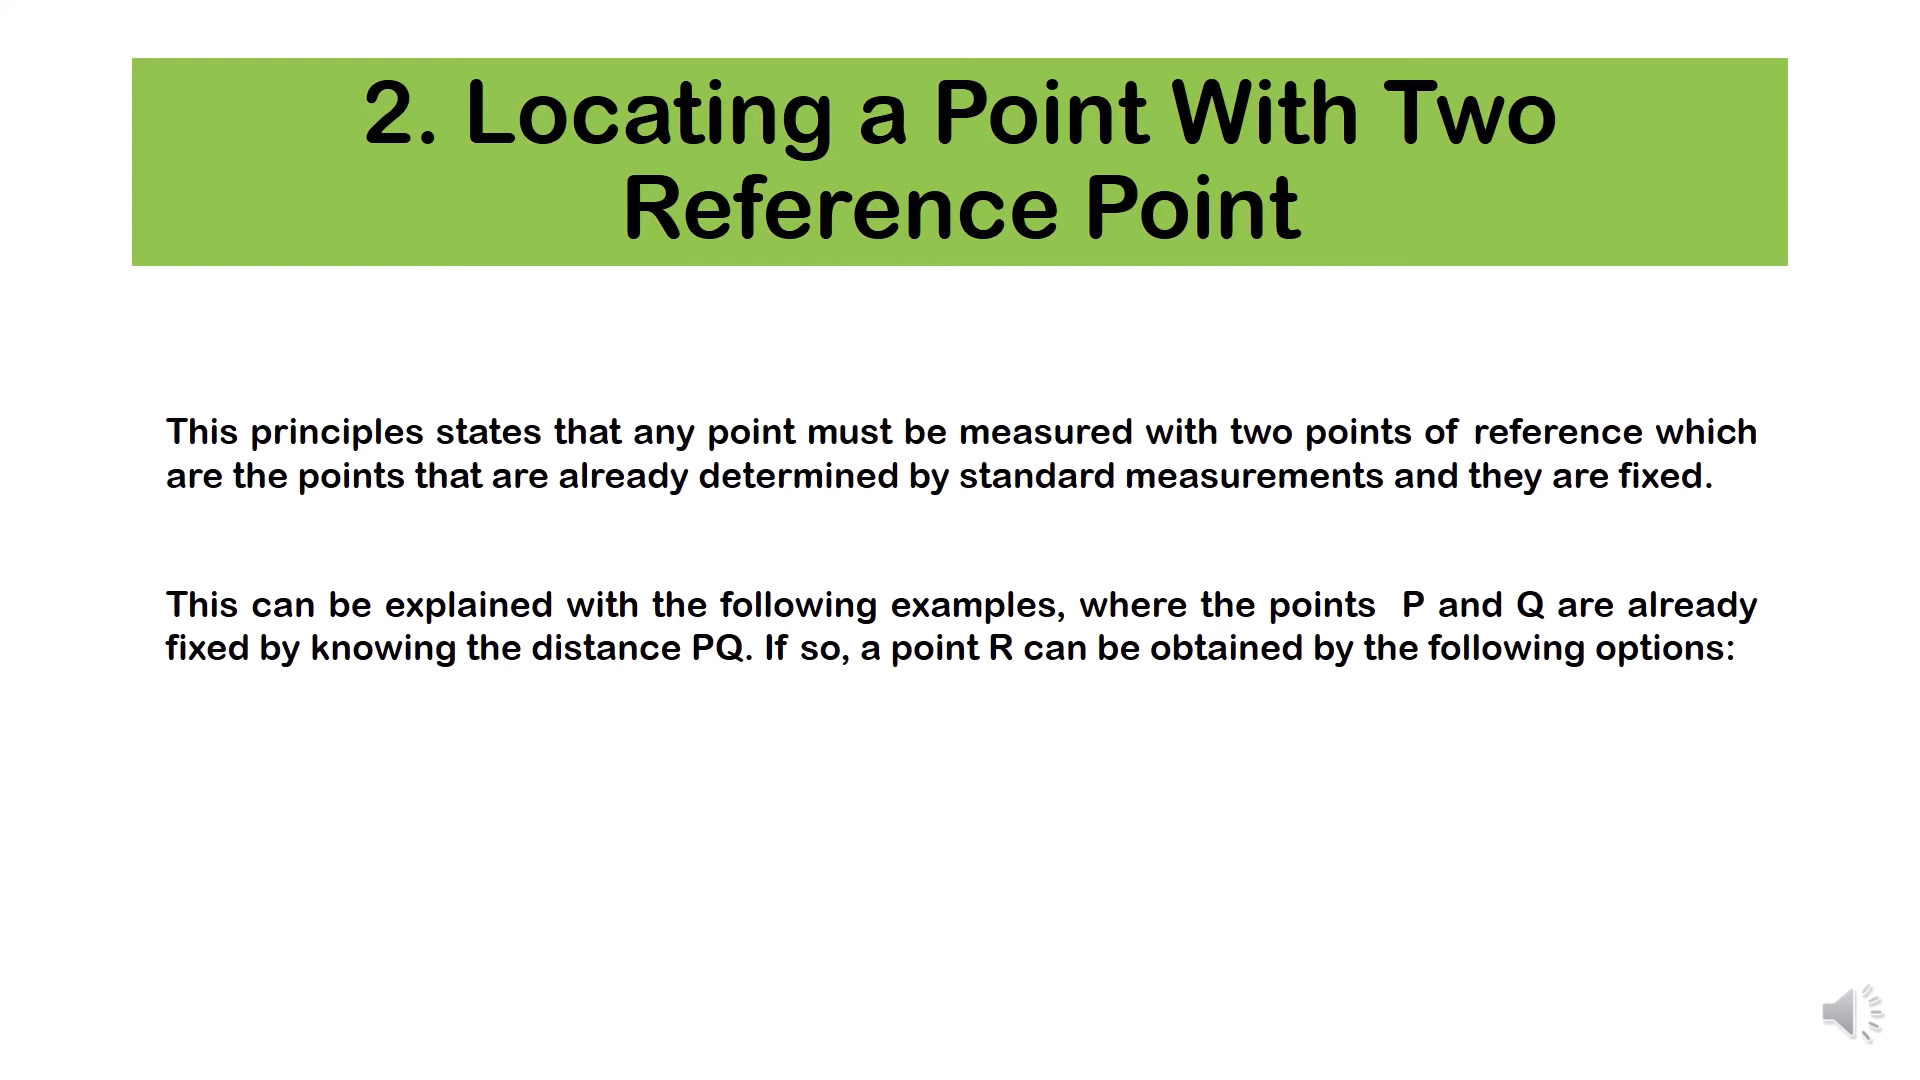 2. Locating a Point With Two
Reference Point
This principles states that any point must be measured with two points of reference which
are the points that are already determined by standard measurements and they are fixed.
This can be explained with the following examples, where the points  P and Q are already
fixed by knowing the distance PQ. If so, a point R can be obtained by the following options: